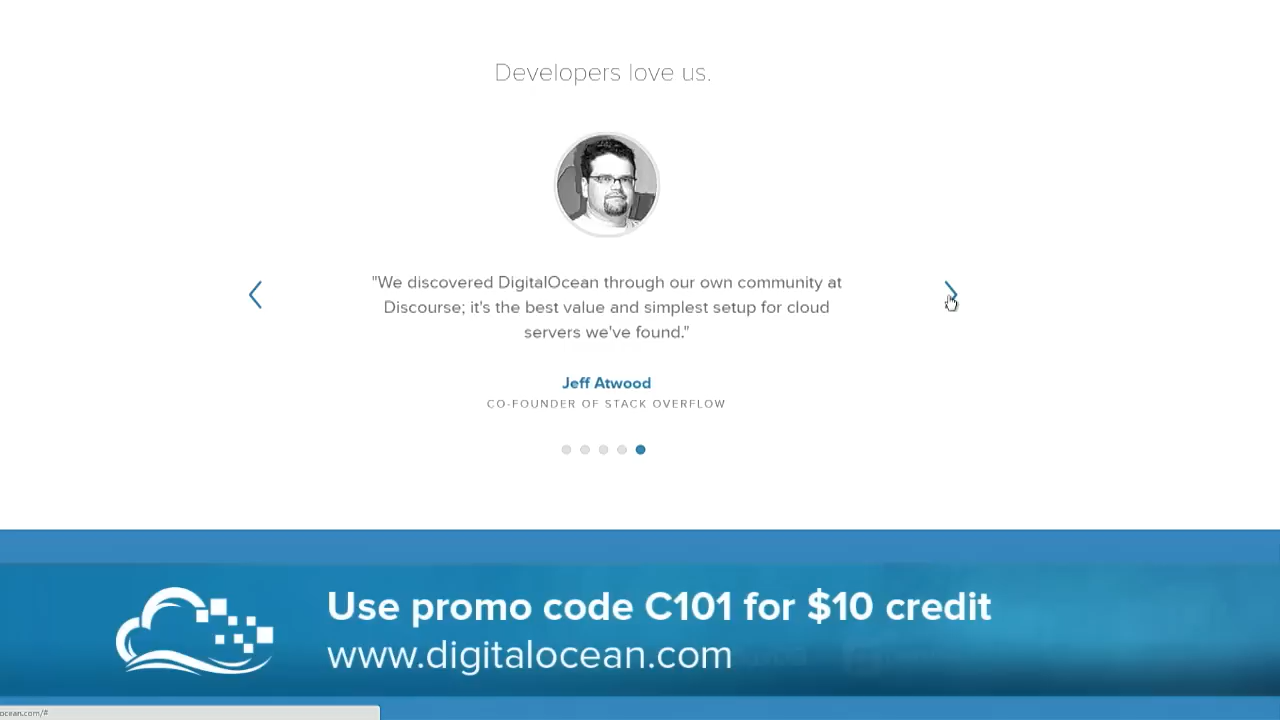 Developers love us.
"We discovered DigitalOcean through our own community at
Discourse; it's the best value and simplest setup for cloud
servers we've found."
Jeff Atwood
CO-FOUNDER OF STACK OVERFLOW
Use promo code C101 for $10 credit
www.digitalocean.com
ocean.com/#